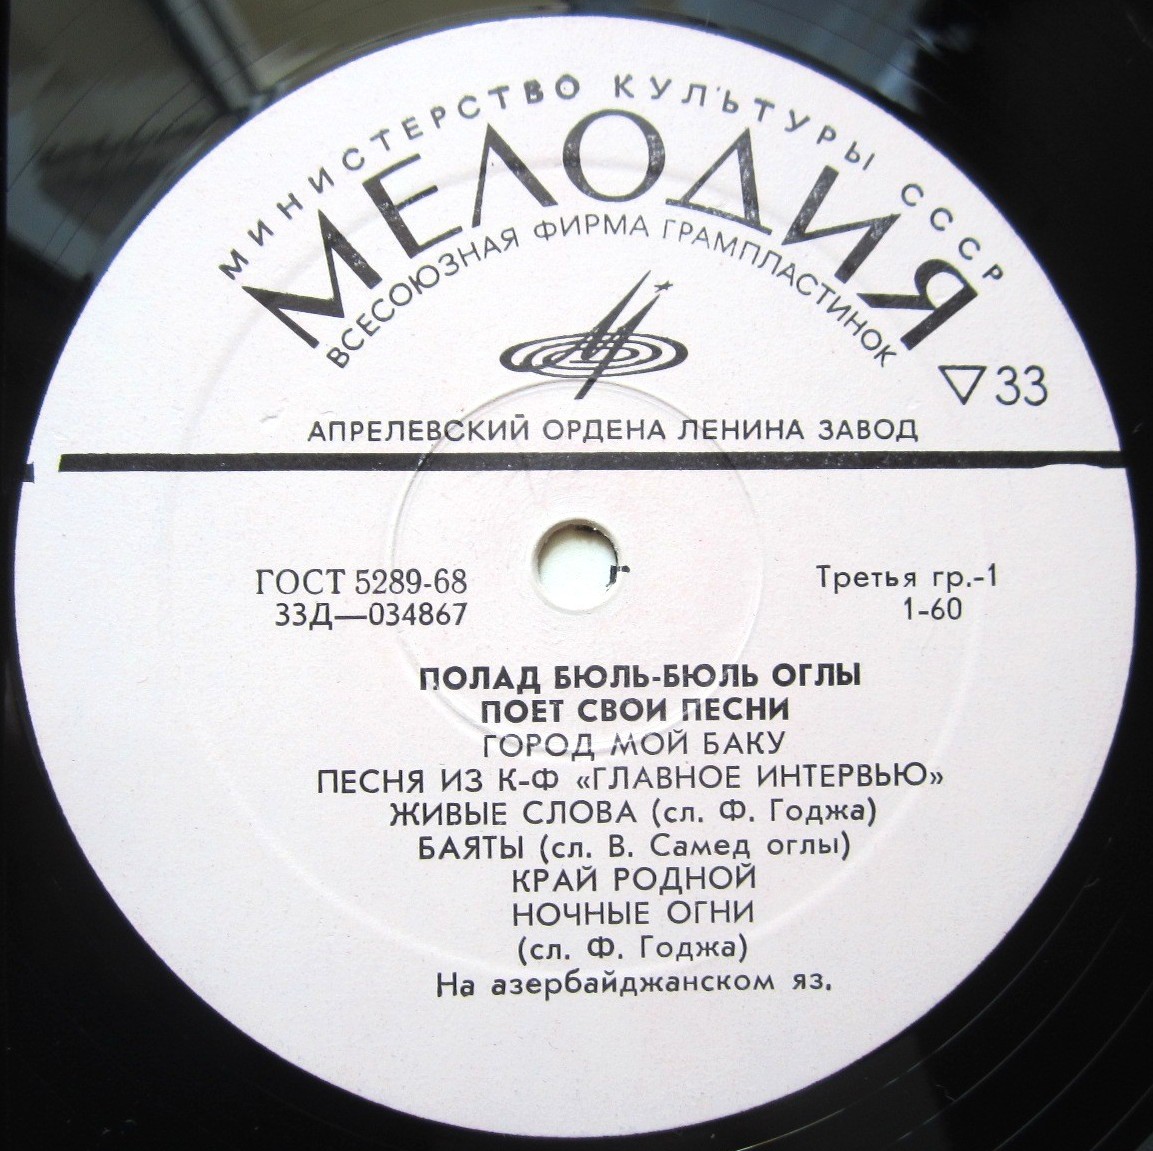 МИНИСТЕРСТВО КУЛЬТУРЫ СССР
МЕЛОДИЯ
ВСЕСОЮЗНАЯ ФИРМА ГРАМПЛАСТИНОК
▽33
АПРЕЛЕВСКИЙ ОРДЕНА ЛЕНИНА ЗАВОД
ГОСТ 5289-68
33Д—034867
Третья гр.-1
1-60
ПОЛАД БЮЛЬ-БЮЛЬ ОГЛЫ
ПОЕТ СВОИ ПЕСНИ
ГОРОД МОЙ БАКУ
ПЕСНЯ ИЗ К-Ф «ГЛАВНОЕ ИНТЕРВЬЮ»
ЖИВЫЕ СЛОВА (сл. Ф. Годжа)
БАЯТЫ (сл. В. Самед оглы)
КРАЙ РОДНОЙ
НОЧНЫЕ ОГНИ
(сл. Ф. Годжа)
На азербайджанском яз.